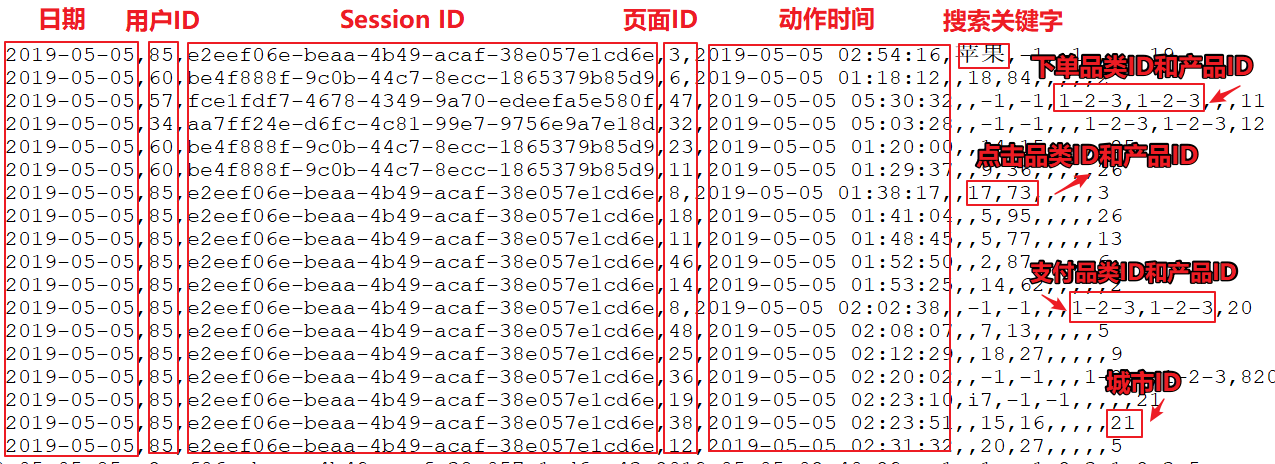 日期 用户ID Session ID 页面ID 动作时间 搜索关键字
2019-05-05,85,e2eef06e-beaa-4b49-acaf-38e057e1cd6e,3,2019-05-05 02:54:16,苹果,-1,-1,,,,,19
下单品类ID和产品ID
2019-05-05,60,be4f888f-9c0b-44c7-8ecc-1865379b85d9,6,2019-05-05 01:18:12,,18,84,,,,,2
2019-05-05,57,fce1fdf7-4678-4349-9a70-edeefa5e580f,47,2019-05-05 05:30:32,,-1,-1,1-2-3,1-2-3,,,11
2019-05-05,34,aa7ff24e-d6fc-4c81-99e7-9756e9a7e18d,32,2019-05-05 05:03:28,,-1,-1,,,1-2-3,1-2-3,12
2019-05-05,60,be4f888f-9c0b-44c7-8ecc-1865379b85d9,23,2019-05-05 01:20:00
点击品类ID和产品ID
2019-05-05,60,be4f888f-9c0b-44c7-8ecc-1865379b85d9,11,2019-05-05 01:29:37,,9,36,,,,,26
2019-05-05,85,e2eef06e-beaa-4b49-acaf-38e057e1cd6e,8,2019-05-05 01:38:17,,17,73,,,,,3
2019-05-05,85,e2eef06e-beaa-4b49-acaf-38e057e1cd6e,18,2019-05-05 01:41:04,,5,95,,,,,26
2019-05-05,85,e2eef06e-beaa-4b49-acaf-38e057e1cd6e,11,2019-05-05 01:48:45,,5,77,,,,,13
2019-05-05,85,e2eef06e-beaa-4b49-acaf-38e057e1cd6e,46,2019-05-05 01:52:50,,2,87
支付品类ID和产品ID
2019-05-05,85,e2eef06e-beaa-4b49-acaf-38e057e1cd6e,14,2019-05-05 01:53:25,,14,62,,,,,2
2019-05-05,85,e2eef06e-beaa-4b49-acaf-38e057e1cd6e,8,2019-05-05 02:02:38,,-1,-1,,,1-2-3,1-2-3,20
2019-05-05,85,e2eef06e-beaa-4b49-acaf-38e057e1cd6e,48,2019-05-05 02:08:07,,7,13,,,,,5
2019-05-05,85,e2eef06e-beaa-4b49-acaf-38e057e1cd6e,25,2019-05-05 02:12:29,,18,27,,,,,9
2019-05-05,85,e2eef06e-beaa-4b49-acaf-38e057e1cd6e,36,2019-05-05 02:20:02,,-1,-1,,,1-2-3,1-2-3,820
城市ID
2019-05-05,85,e2eef06e-beaa-4b49-acaf-38e057e1cd6e,19,2019-05-05 02:23:10,i7,-1,-1,,,,,21
2019-05-05,85,e2eef06e-beaa-4b49-acaf-38e057e1cd6e,38,2019-05-05 02:23:51,,15,16,,,,,21
2019-05-05,85,e2eef06e-beaa-4b49-acaf-38e057e1cd6e,12,2019-05-05 02:31:32,,20,27,,,,,5